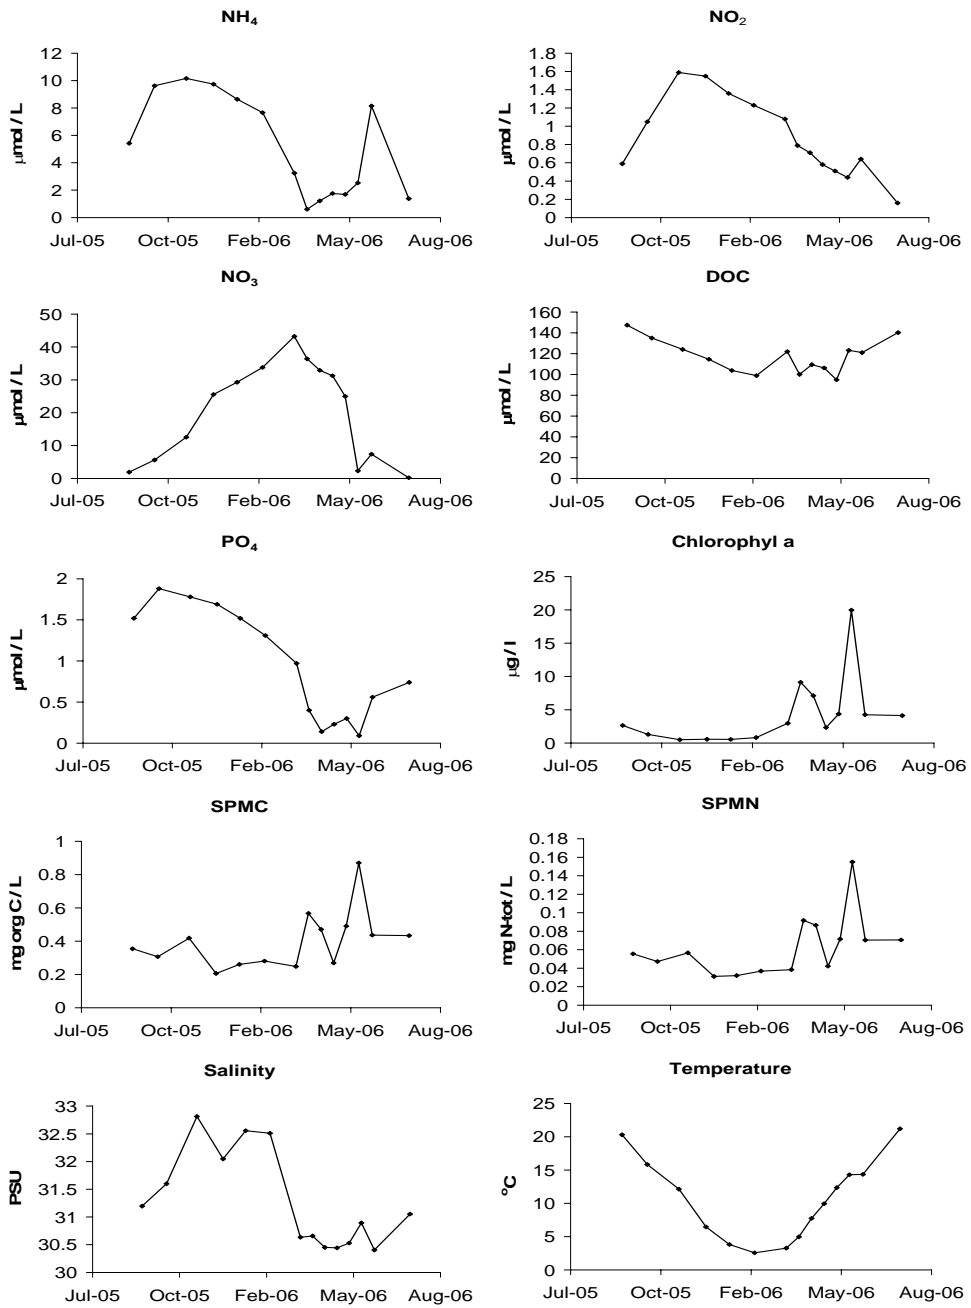 NH₄
12
10
8
6
4
2
0
µmol / L
Jul-05 Oct-05 Feb-06 May-06 Aug-06
NO₂
1.8
1.6
1.4
1.2
1
0.8
0.6
0.4
0.2
0
µmol / L
Jul-05 Oct-05 Feb-06 May-06 Aug-06
NO₃
50
40
30
20
10
0
µmol / L
Jul-05 Oct-05 Feb-06 May-06 Aug-06
DOC
160
140
120
100
80
60
40
20
0
µmol / L
Jul-05 Oct-05 Feb-06 May-06 Aug-06
PO₄
2
1.5
1
0.5
0
µmol / L
Jul-05 Oct-05 Feb-06 May-06 Aug-06
Chlorophyl a
25
20
15
10
5
0
µg / l
Jul-05 Oct-05 Feb-06 May-06 Aug-06
SPMC
1
0.8
0.6
0.4
0.2
0
mg org C / L
Jul-05 Oct-05 Feb-06 May-06 Aug-06
SPMN
0.18
0.16
0.14
0.12
0.1
0.08
0.06
0.04
0.02
0
mg N-tot / L
Jul-05 Oct-05 Feb-06 May-06 Aug-06
Salinity
33
32.5
32
31.5
31
30.5
30
PSU
Jul-05 Oct-05 Feb-06 May-06 Aug-06
Temperature
25
20
15
10
5
0
°C
Jul-05 Oct-05 Feb-06 May-06 Aug-06